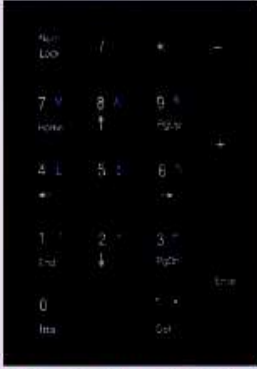 Num / * -
Lock
7 8 9
Home ↑ PgUp
+
4 5 6
← →
1 2 3
End ↓ PgDn
Enter
0 .
Ins Del